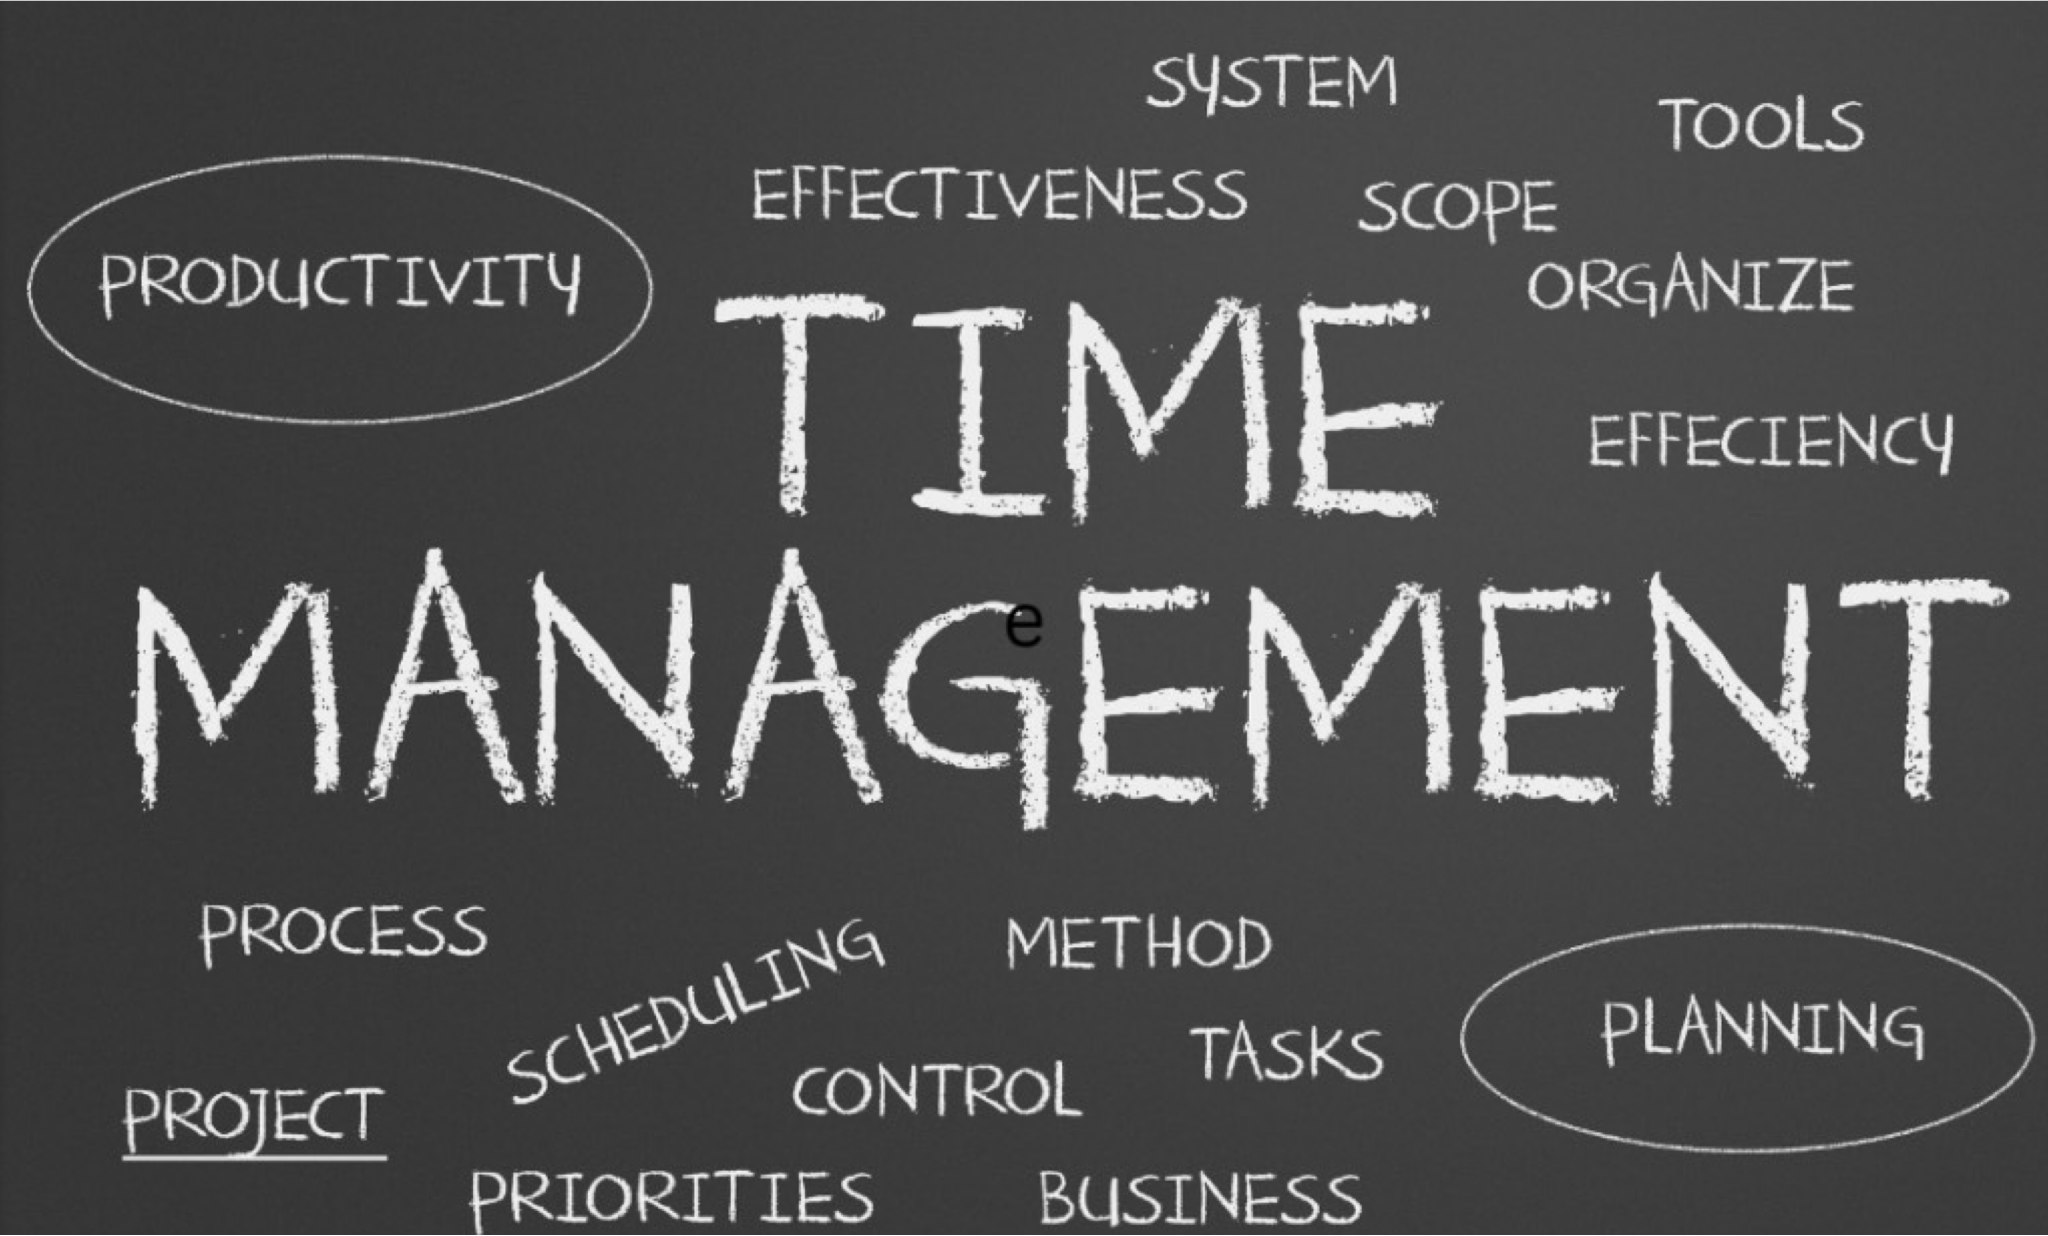 SYSTEM
TOOLS
EFFECTIVENESS
SCOPE
PRODUCTIVITY
ORGANIZE
TIME
EFFECIENCY
MANAGEMENT
e
PROCESS
SCHEDULING
METHOD
PLANNING
TASKS
CONTROL
PROJECT
PRIORITIES
BUSINESS